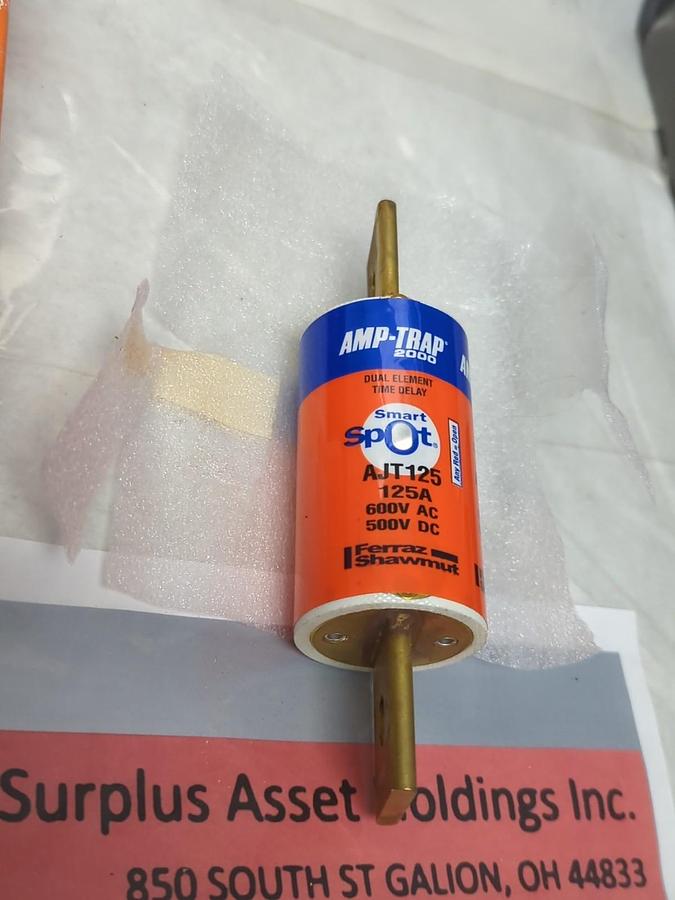 AMP-TRAP®
2000
DUAL ELEMENT
TIME DELAY
Smart
Spot®
Any Red = Open
AJT125
125A
600V AC
500V DC
Ferraz
Shawmut
Surplus Asset oldings Inc.
850 SOUTH ST GALION, OH 44833